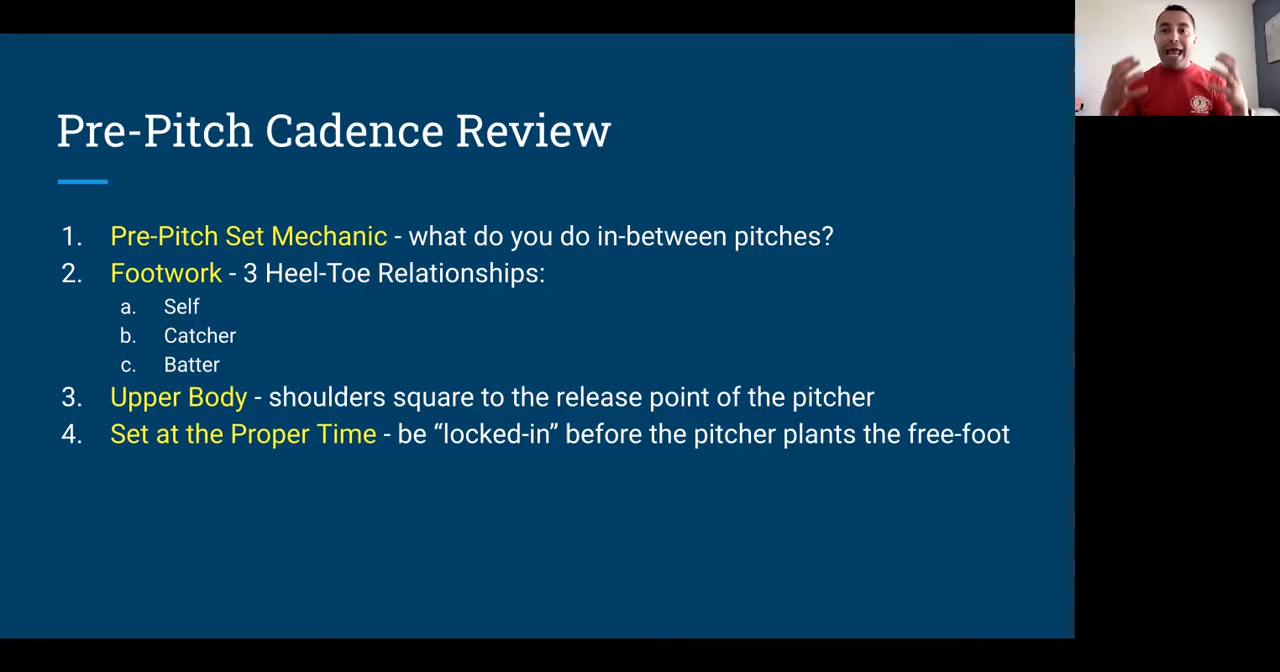 Pre-Pitch Cadence Review
1. Pre-Pitch Set Mechanic - what do you do in-between pitches?
2. Footwork - 3 Heel-Toe Relationships:
a. Self
b. Catcher
c. Batter
3. Upper Body - shoulders square to the release point of the pitcher
4. Set at the Proper Time - be “locked-in” before the pitcher plants the free-foot